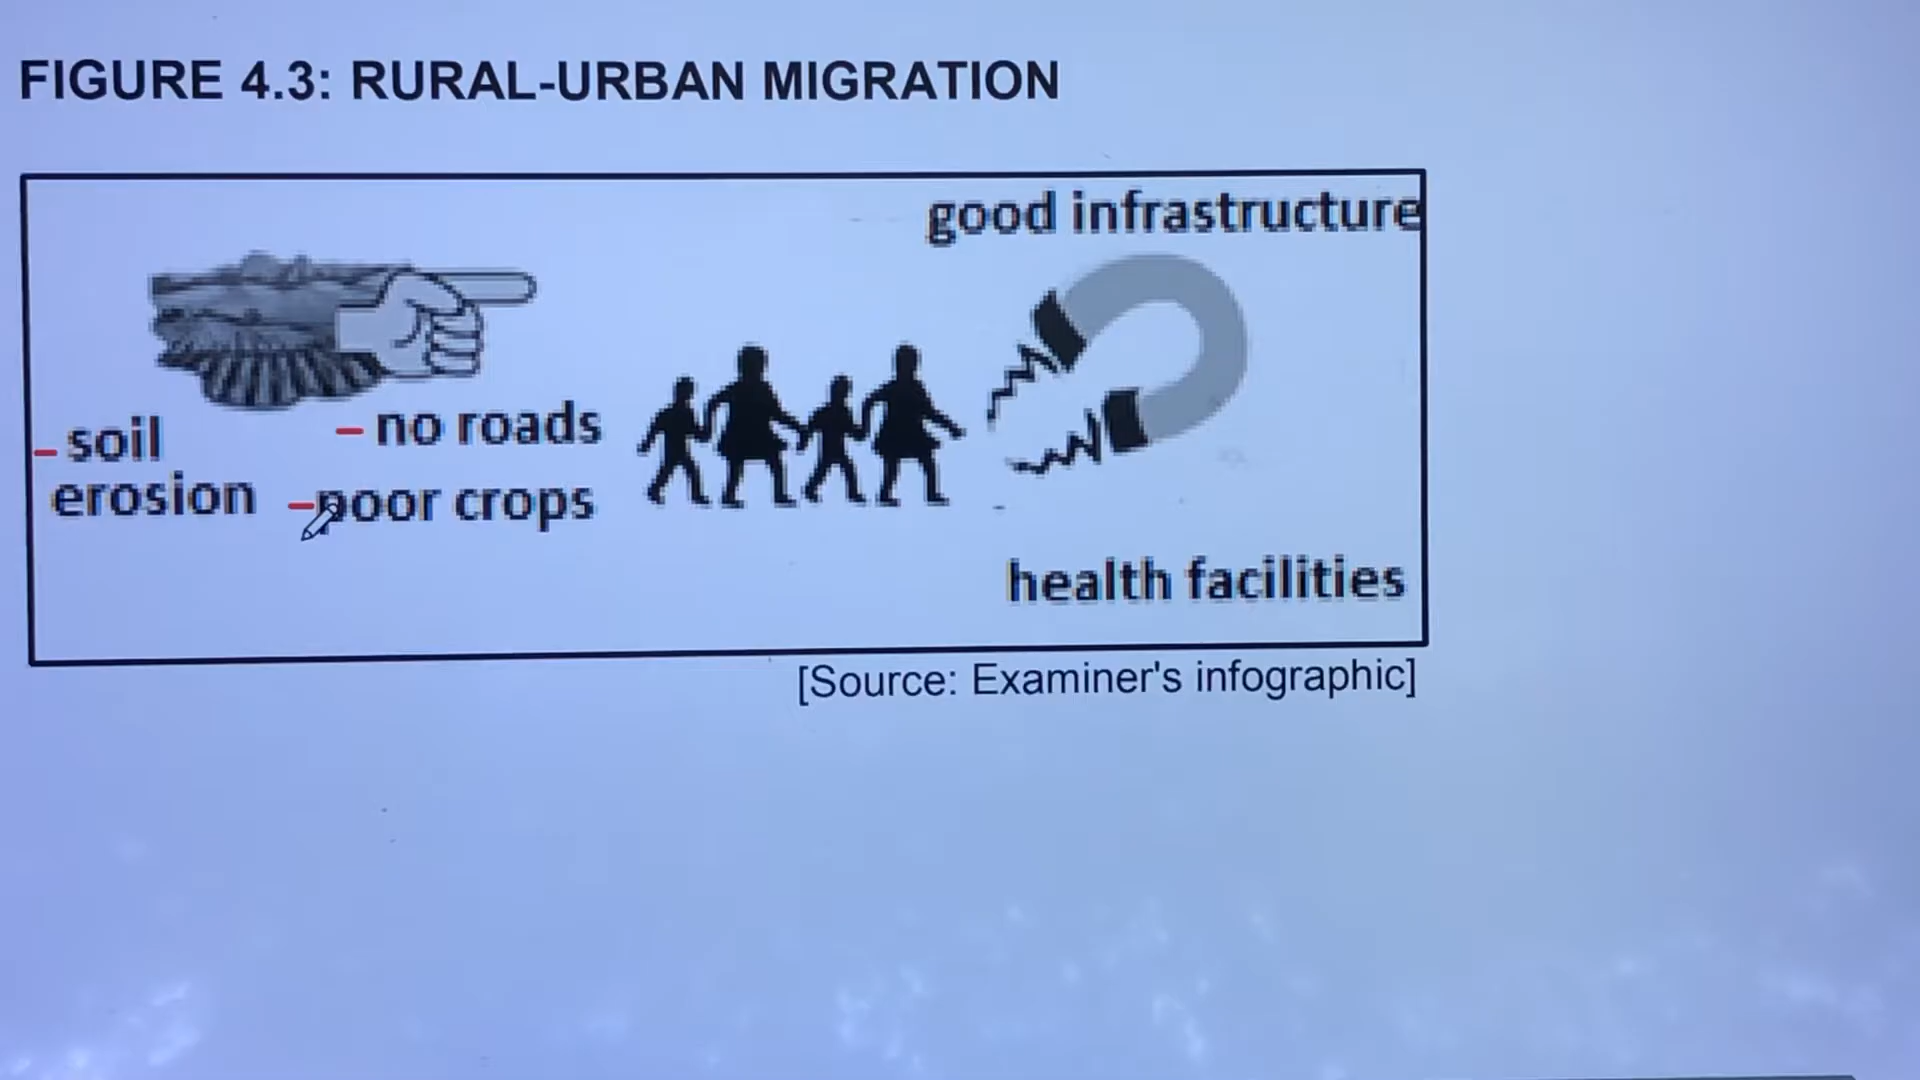 FIGURE 4.3: RURAL-URBAN MIGRATION
good infrastructure
- soil
erosion
- no roads
-poor crops
health facilities
[Source: Examiner's infographic]